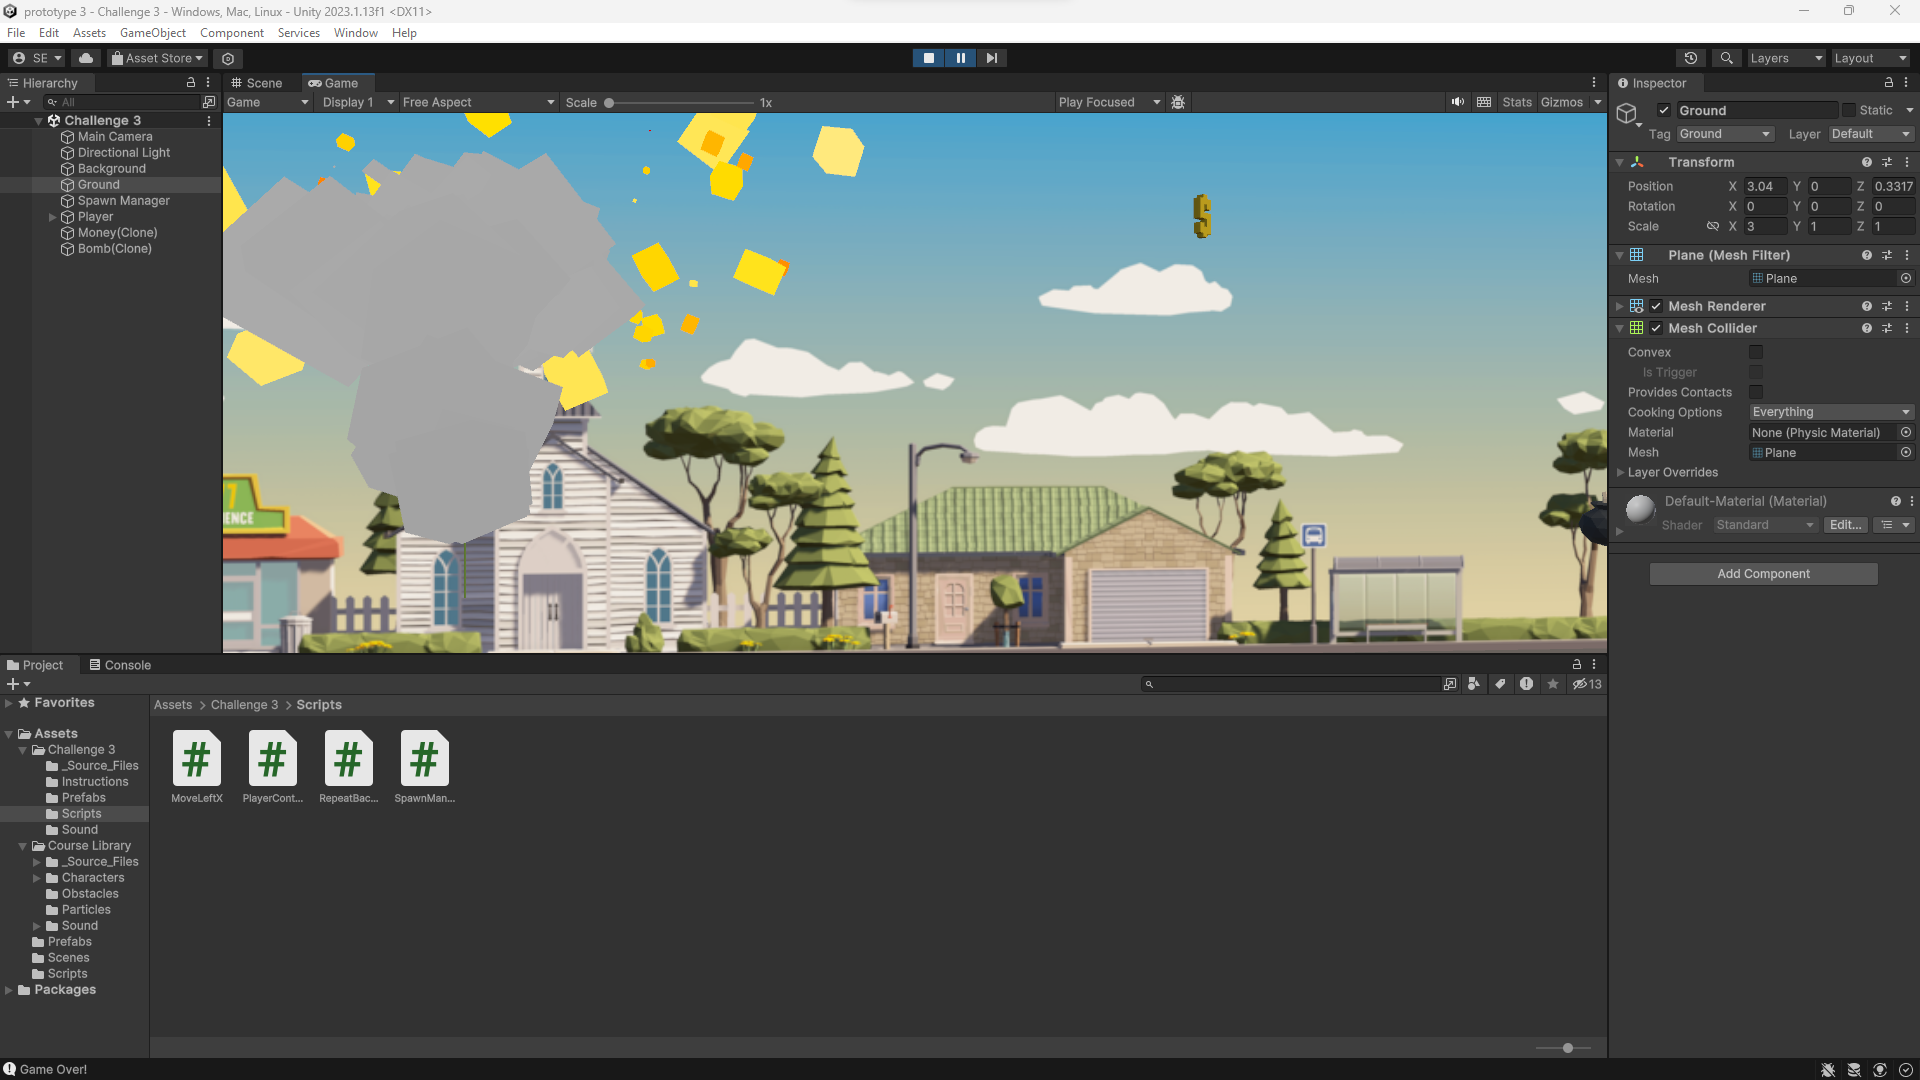 prototype 3 - Challenge 3 - Windows, Mac, Linux - Unity 2023.1.13f1 <DX11>
File Edit Assets GameObject Component Services Window Help
SE Asset Store Layers Layout
Hierarchy
All
Challenge 3
Main Camera
Directional Light
Background
Ground
Spawn Manager
Player
Money(Clone)
Bomb(Clone)
Scene Game
Game Display 1 Free Aspect Scale 1x Play Focused Stats Gizmos
$
7
ENCE
Inspector
Ground Static
Tag Ground Layer Default
Transform
Position X 3.04 Y 0 Z 0.3317
Rotation X 0 Y 0 Z 0
Scale X 3 Y 1 Z 1
Plane (Mesh Filter)
Mesh Plane
Mesh Renderer
Mesh Collider
Convex
Is Trigger
Provides Contacts
Cooking Options Everything
Material None (Physic Material)
Mesh Plane
Layer Overrides
Default-Material (Material)
Shader Standard Edit...
Add Component
Project Console
13
Favorites
Assets
Challenge 3
_Source_Files
Instructions
Prefabs
Scripts
Sound
Course Library
_Source_Files
Characters
Obstacles
Particles
Sound
Prefabs
Scenes
Scripts
Packages
Assets > Challenge 3 > Scripts
# # # #
MoveLeftX PlayerCont... RepeatBac... SpawnMan...
Game Over!